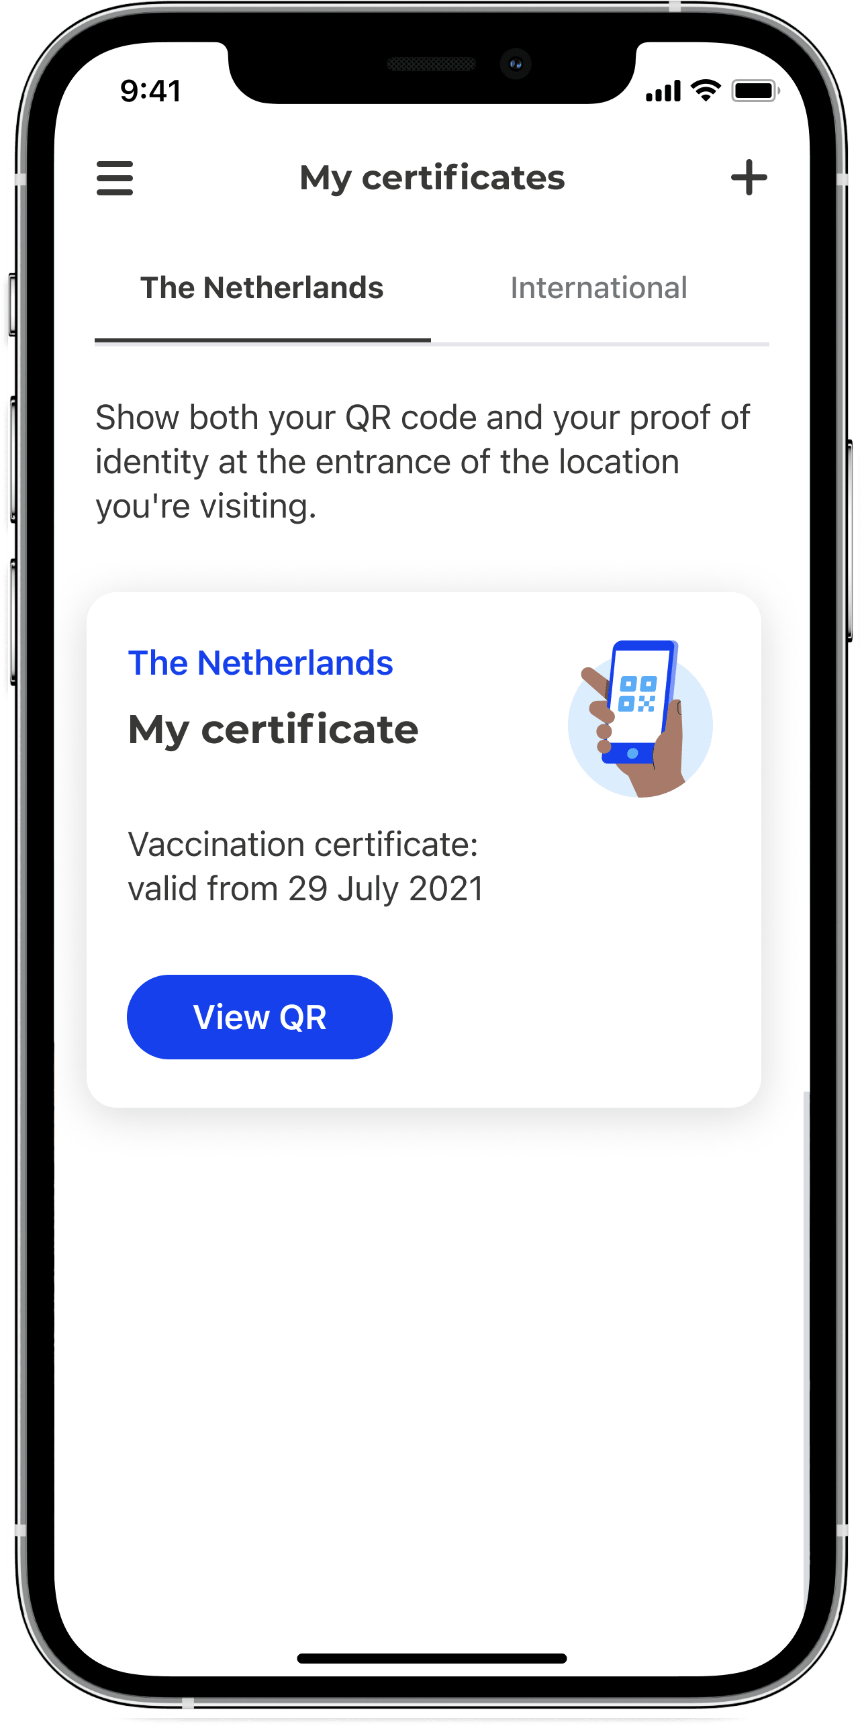 9:41
My certificates
The Netherlands
International
Show both your QR code and your proof of
identity at the entrance of the location
you're visiting.
The Netherlands
My certificate
Vaccination certificate:
valid from 29 July 2021
View QR